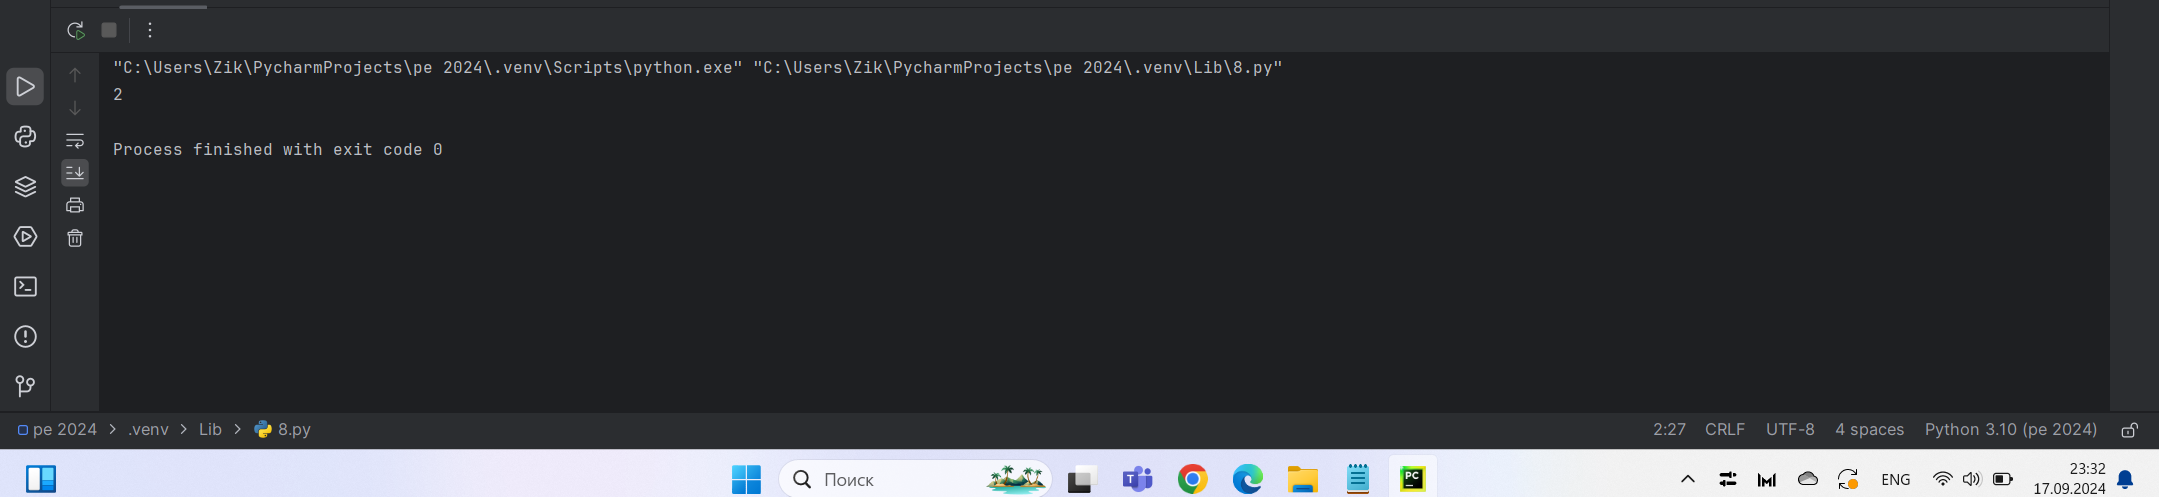 "C:\Users\Zik\PycharmProjects\pe 2024\.venv\Scripts\python.exe" "C:\Users\Zik\PycharmProjects\pe 2024\.venv\Lib\8.py"
2
Process finished with exit code 0
pe 2024 > .venv > Lib > 8.py
2:27 CRLF UTF-8 4 spaces Python 3.10 (pe 2024)
Поиск
PC
ENG
23:32
17.09.2024